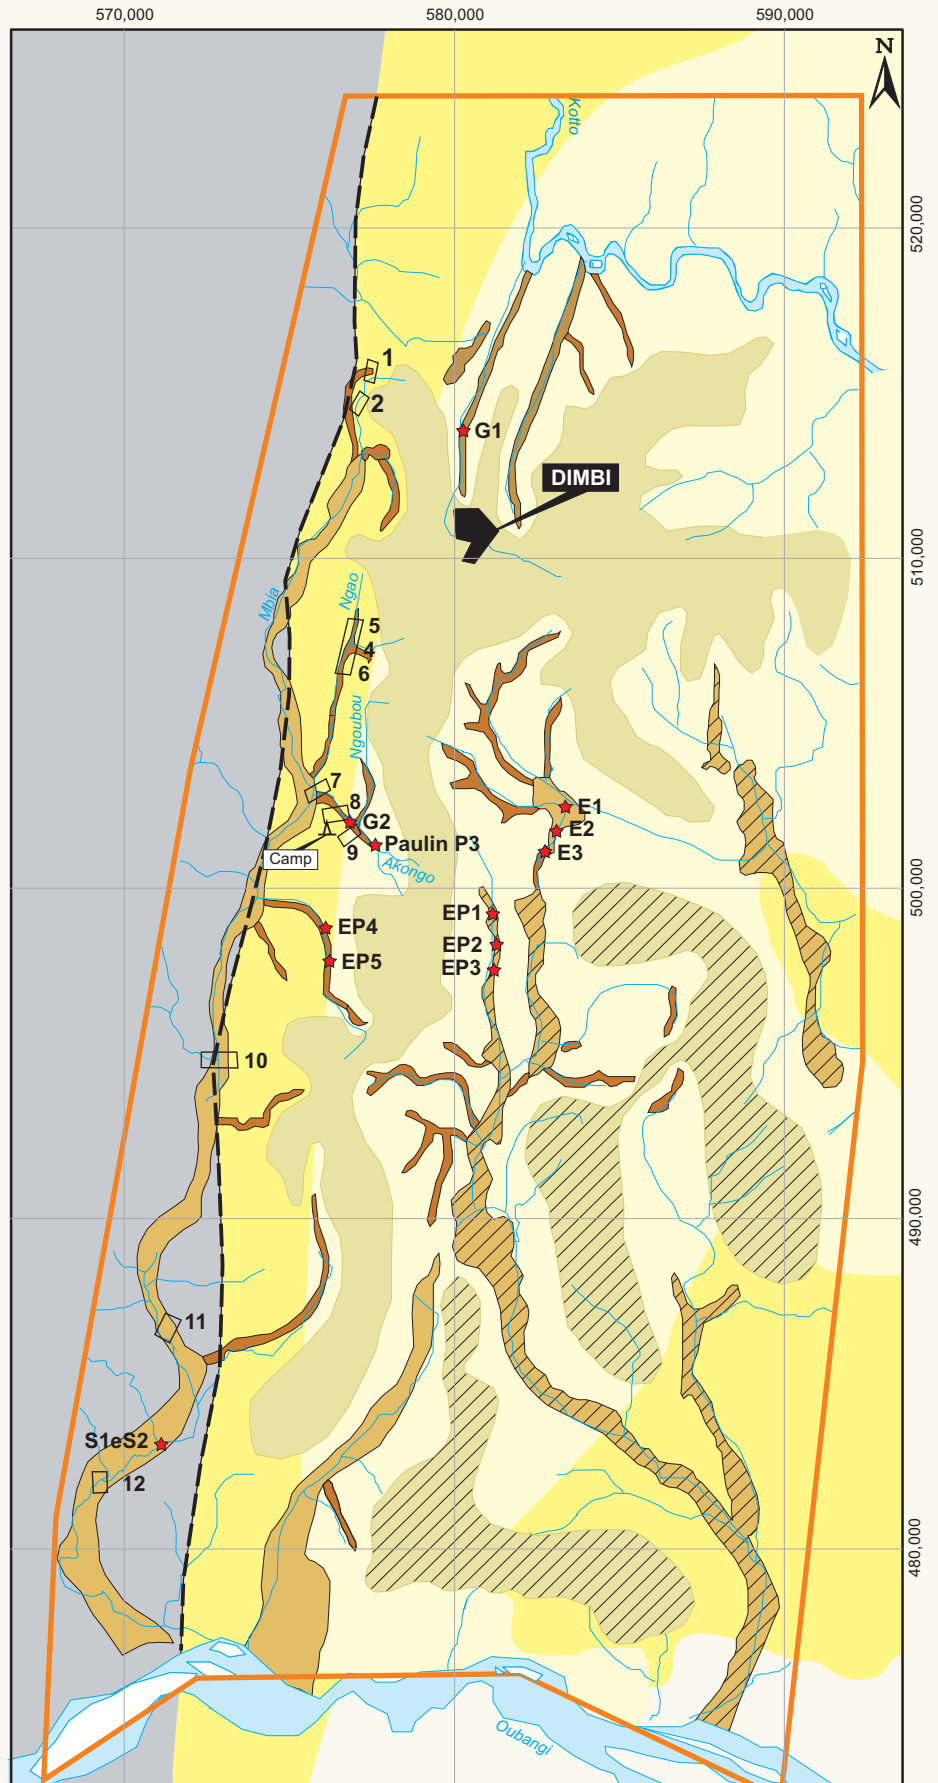 570,000
580,000
590,000
N
Kotto
520,000
1
2
G1
DIMBI
510,000
Mbia
Ngao
5
4
6
Ngoubou
7
8
G2
E1
E2
Paulin P3
E3
9
Camp
Akongo
500,000
EP1
EP4
EP2
EP5
EP3
10
490,000
11
S1eS2
12
480,000
Oubangi